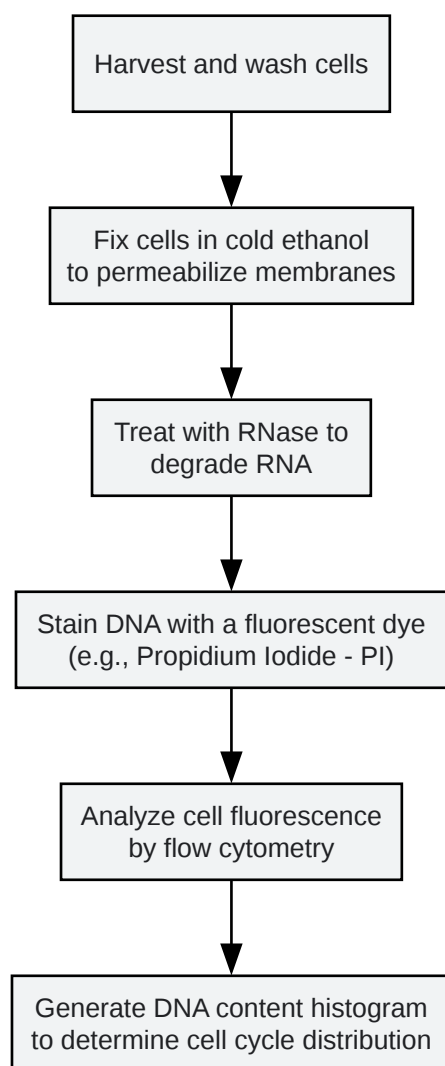 Harvest and wash cells
Fix cells in cold ethanol
to permeabilize membranes
Treat with RNase to
degrade RNA
Stain DNA with a fluorescent dye
(e.g., Propidium Iodide - PI)
Analyze cell fluorescence
by flow cytometry
Generate DNA content histogram
to determine cell cycle distribution